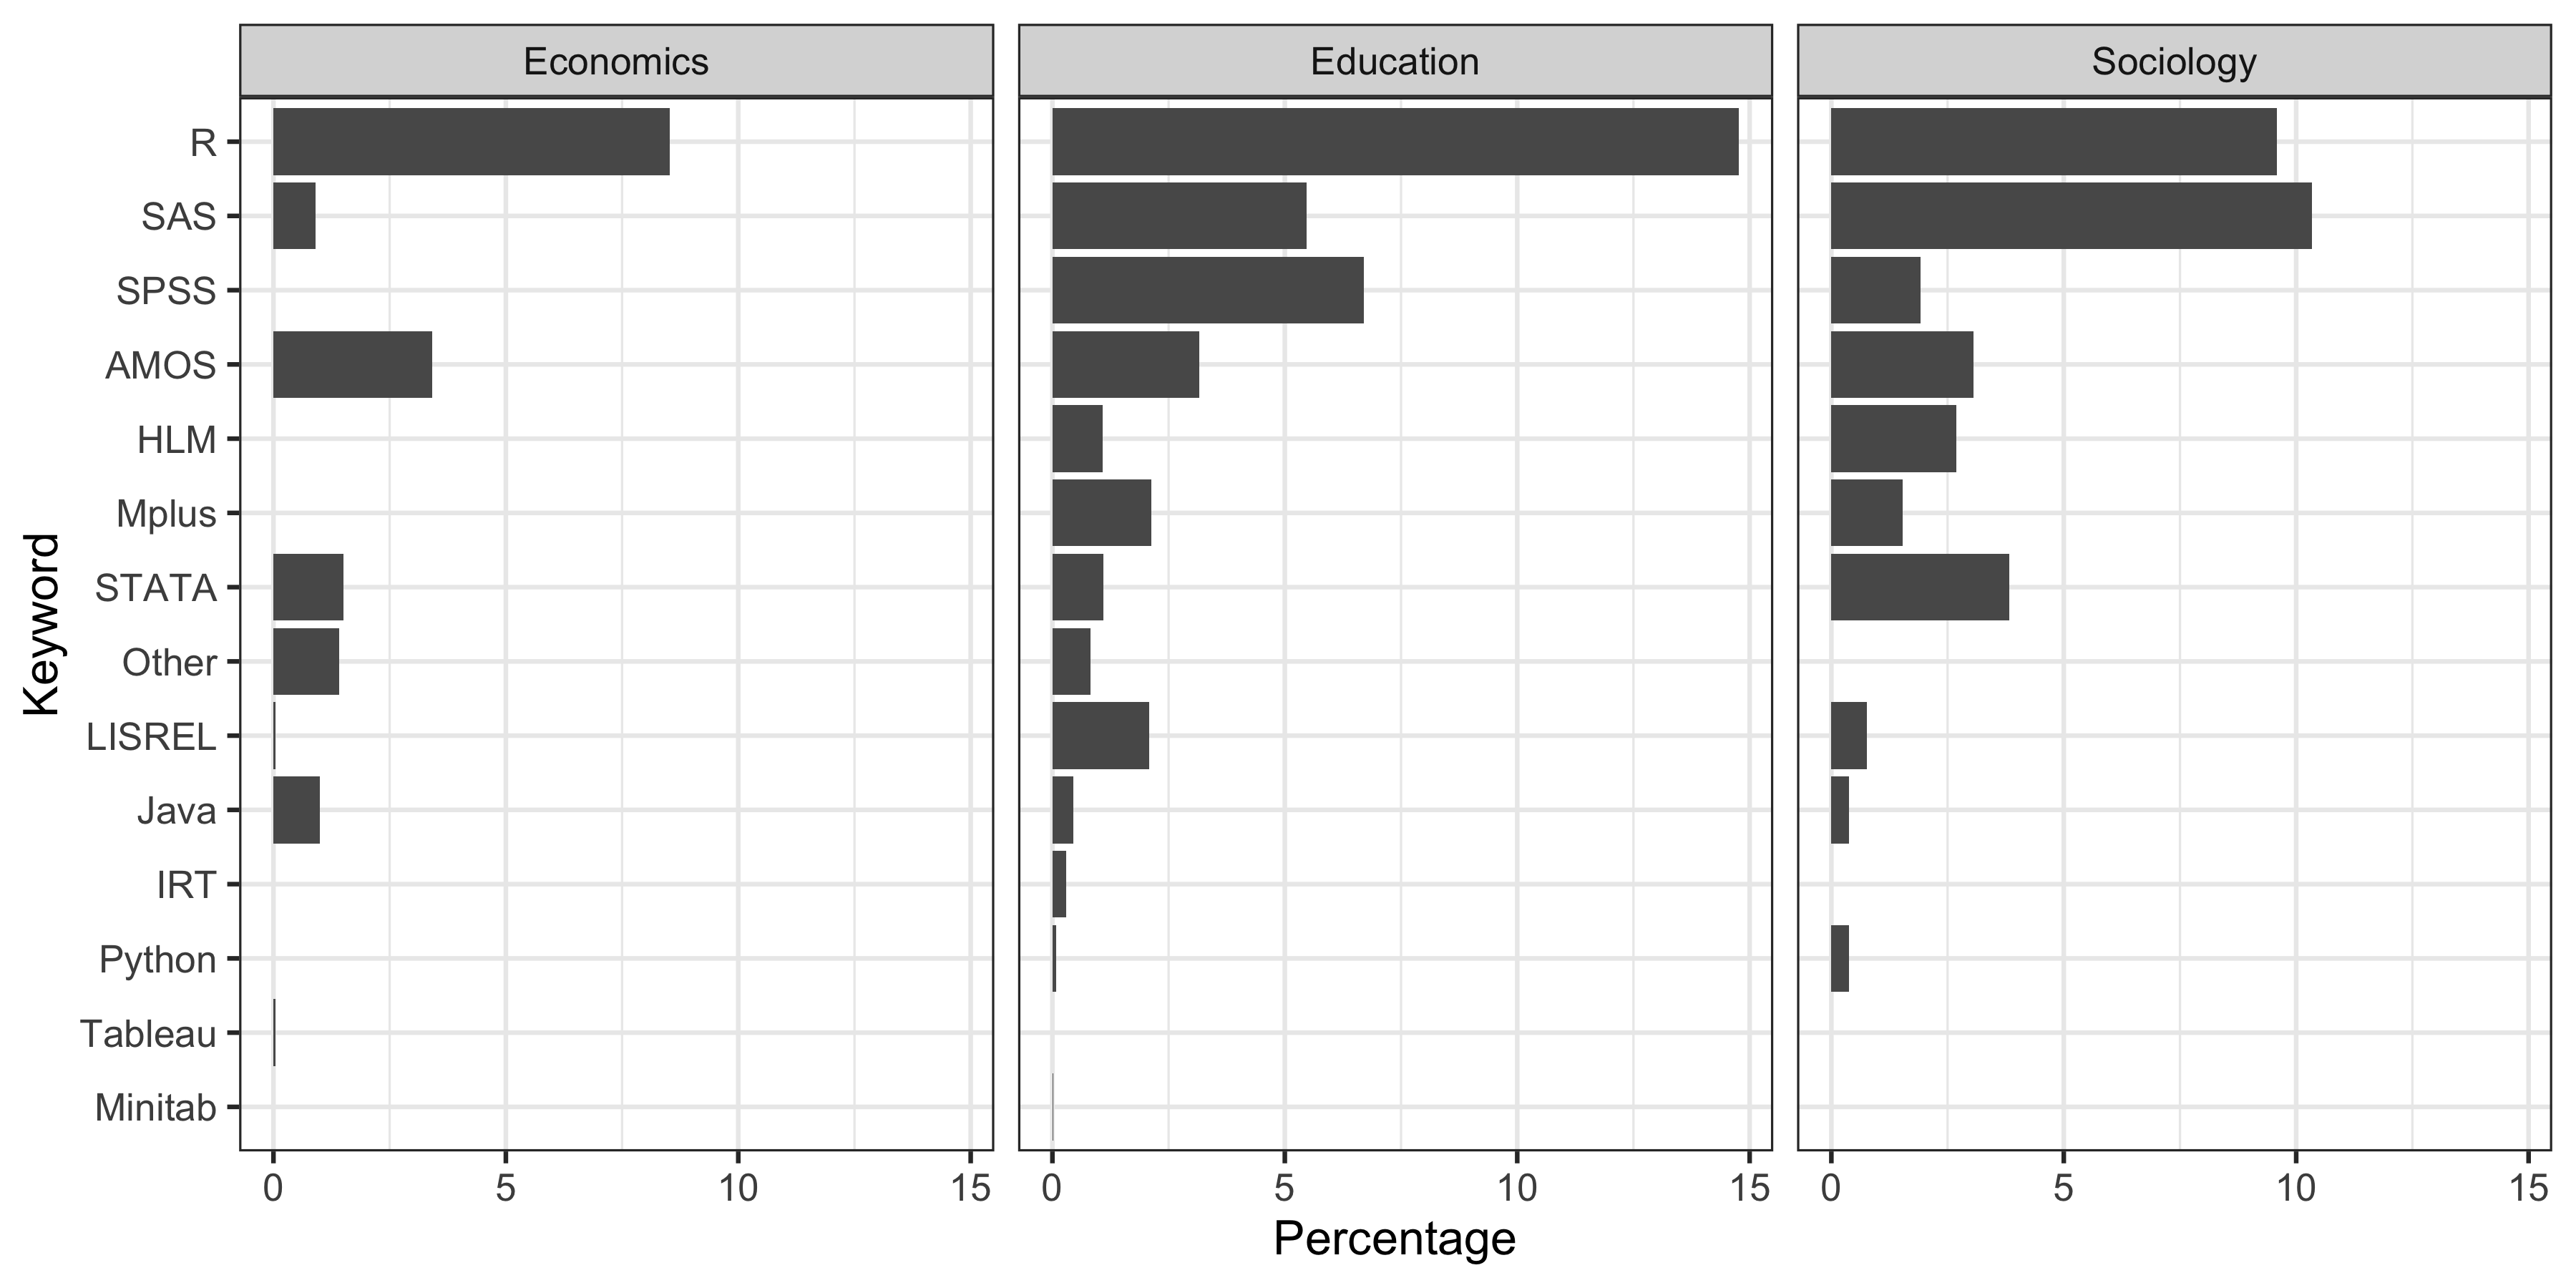 Economics
Education
Sociology
Keyword
R
SAS
SPSS
AMOS
HLM
Mplus
STATA
Other
LISREL
Java
IRT
Python
Tableau
Minitab
0 5 10 15
0 5 10 15
0 5 10 15
Percentage